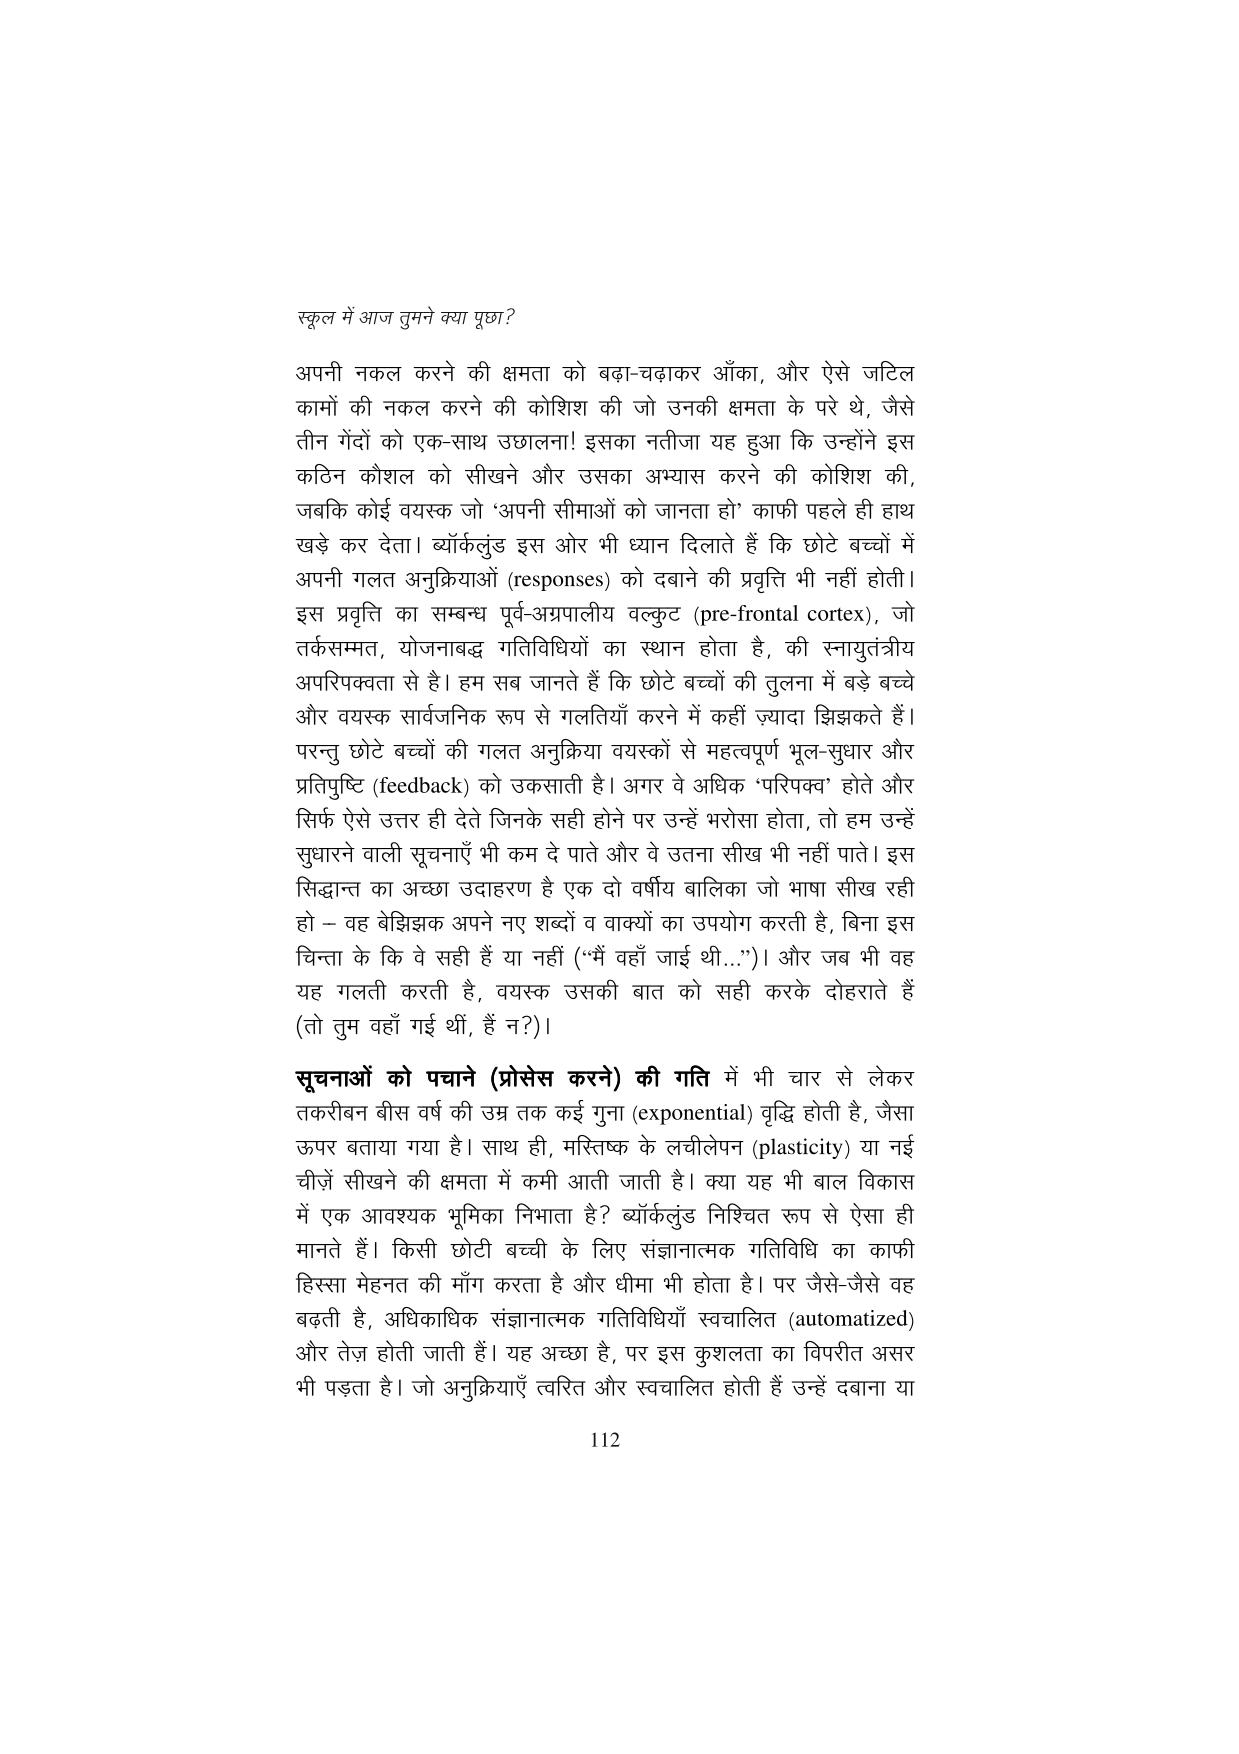 स्कूल में आज तुमने क्या पूछा?
अपनी नकल करने की क्षमता को बढ़ा-चढ़ाकर आँका, और ऐसे जटिल
कामों की नकल करने की कोशिश की जो उनकी क्षमता के परे थे, जैसे
तीन गेंदों को एक-साथ उछालना! इसका नतीजा यह हुआ कि उन्होंने इस
कठिन कौशल को सीखने और उसका अभ्यास करने की कोशिश की,
जबकि कोई वयस्क जो ‘अपनी सीमाओं को जानता हो’ काफी पहले ही हाथ
खड़े कर देता। ब्यॉर्कलुंड इस ओर भी ध्यान दिलाते हैं कि छोटे बच्चों में
अपनी गलत अनुक्रियाओं (responses) को दबाने की प्रवृत्ति भी नहीं होती।
इस प्रवृत्ति का सम्बन्ध पूर्व-अग्रपालीय वल्कुट (pre-frontal cortex), जो
तर्कसम्मत, योजनाबद्ध गतिविधियों का स्थान होता है, की स्नायुतंत्रीय
अपरिपक्वता से है। हम सब जानते हैं कि छोटे बच्चों की तुलना में बड़े बच्चे
और वयस्क सार्वजनिक रूप से गलतियाँ करने में कहीं ज़्यादा झिझकते हैं।
परन्तु छोटे बच्चों की गलत अनुक्रिया वयस्कों से महत्वपूर्ण भूल-सुधार और
प्रतिपुष्टि (feedback) को उकसाती है। अगर वे अधिक ‘परिपक्व’ होते और
सिर्फ ऐसे उत्तर ही देते जिनके सही होने पर उन्हें भरोसा होता, तो हम उन्हें
सुधारने वाली सूचनाएँ भी कम दे पाते और वे उतना सीख भी नहीं पाते। इस
सिद्धान्त का अच्छा उदाहरण है एक दो वर्षीय बालिका जो भाषा सीख रही
हो – वह बेझिझक अपने नए शब्दों व वाक्यों का उपयोग करती है, बिना इस
चिन्ता के कि वे सही हैं या नहीं (“मैं वहाँ जाई थी...”)। और जब भी वह
यह गलती करती है, वयस्क उसकी बात को सही करके दोहराते हैं
(तो तुम वहाँ गई थीं, हैं न?)।
सूचनाओं को पचाने (प्रोसेस करने) की गति में भी चार से लेकर
तकरीबन बीस वर्ष की उम्र तक कई गुना (exponential) वृद्धि होती है, जैसा
ऊपर बताया गया है। साथ ही, मस्तिष्क के लचीलेपन (plasticity) या नई
चीज़ें सीखने की क्षमता में कमी आती जाती है। क्या यह भी बाल विकास
में एक आवश्यक भूमिका निभाता है? ब्यॉर्कलुंड निश्चित रूप से ऐसा ही
मानते हैं। किसी छोटी बच्ची के लिए संज्ञानात्मक गतिविधि का काफी
हिस्सा मेहनत की माँग करता है और धीमा भी होता है। पर जैसे-जैसे वह
बढ़ती है, अधिकाधिक संज्ञानात्मक गतिविधियाँ स्वचालित (automatized)
और तेज़ होती जाती हैं। यह अच्छा है, पर इस कुशलता का विपरीत असर
भी पड़ता है। जो अनुक्रियाएँ त्वरित और स्वचालित होती हैं उन्हें दबाना या
112